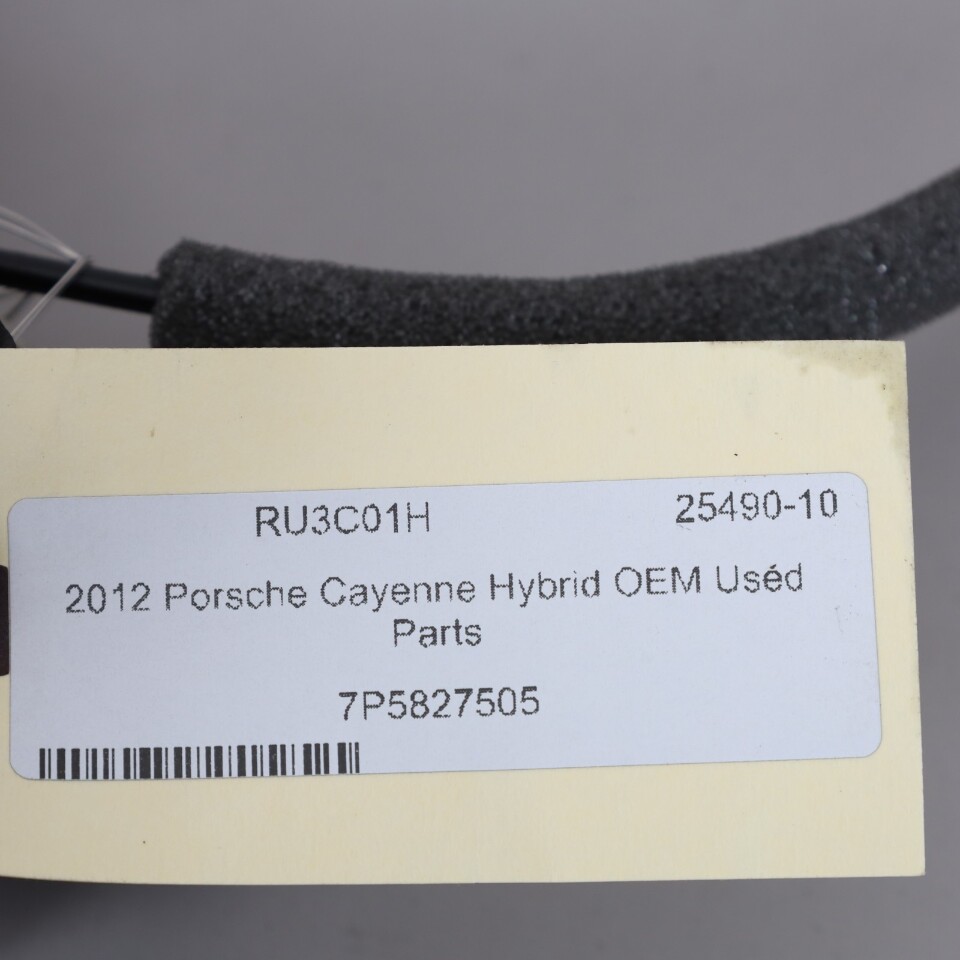 RU3C01H 25490-10
2012 Porsche Cayenne Hybrid OEM Uséd
Parts
7P5827505